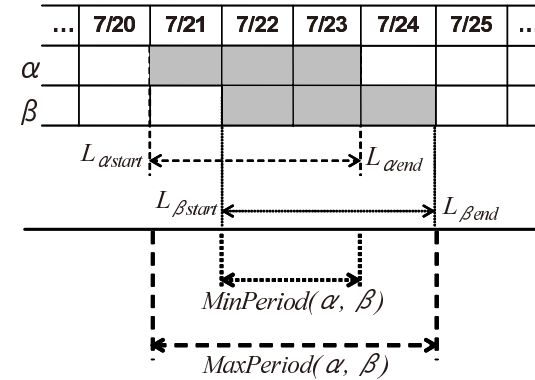 ... 7/20 7/21 7/22 7/23 7/24 7/25 ...
α
β
Lαstart Lαend
Lβstart Lβend
MinPeriod(α, β)
MaxPeriod(α, β)